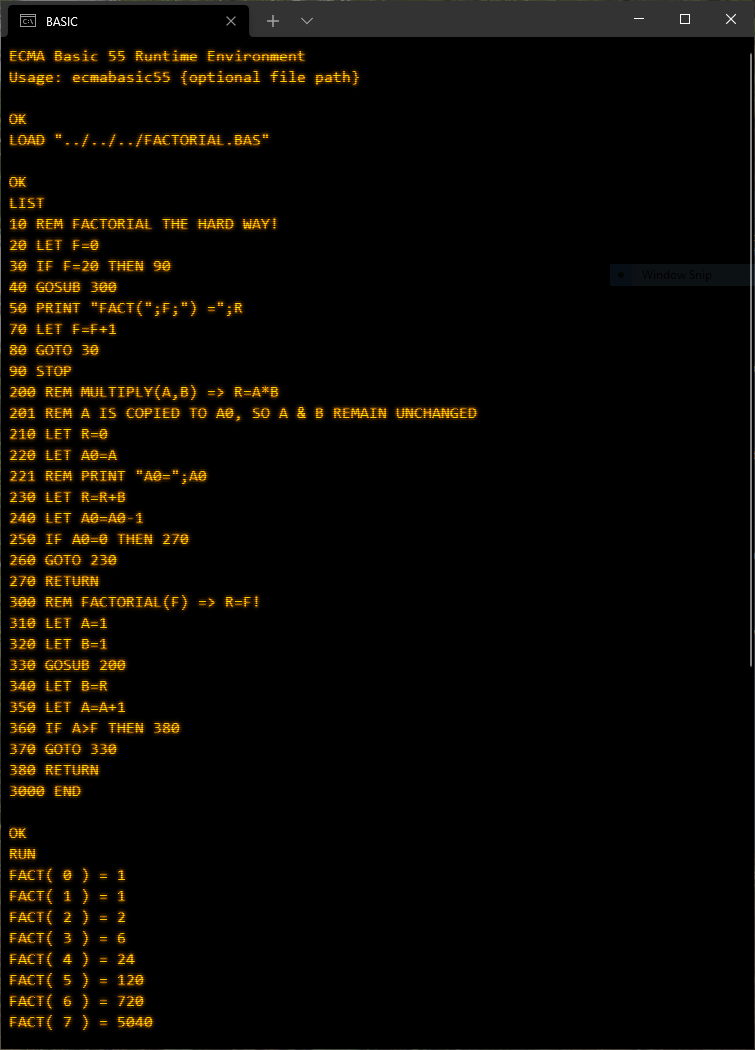 BASIC
ECMA Basic 55 Runtime Environment
Usage: ecmabasic55 {optional file path}
OK
LOAD "../../../FACTORIAL.BAS"
OK
LIST
10 REM FACTORIAL THE HARD WAY!
20 LET F=0
30 IF F=20 THEN 90
40 GOSUB 300
50 PRINT "FACT(";F;") =";R
70 LET F=F+1
80 GOTO 30
90 STOP
200 REM MULTIPLY(A,B) => R=A*B
201 REM A IS COPIED TO A0, SO A & B REMAIN UNCHANGED
210 LET R=0
220 LET A0=A
221 REM PRINT "A0=";A0
230 LET R=R+B
240 LET A0=A0-1
250 IF A0=0 THEN 270
260 GOTO 230
270 RETURN
300 REM FACTORIAL(F) => R=F!
310 LET A=1
320 LET B=1
330 GOSUB 200
340 LET B=R
350 LET A=A+1
360 IF A>F THEN 380
370 GOTO 330
380 RETURN
3000 END
OK
RUN
FACT( 0 ) = 1
FACT( 1 ) = 1
FACT( 2 ) = 2
FACT( 3 ) = 6
FACT( 4 ) = 24
FACT( 5 ) = 120
FACT( 6 ) = 720
FACT( 7 ) = 5040
Window Snip